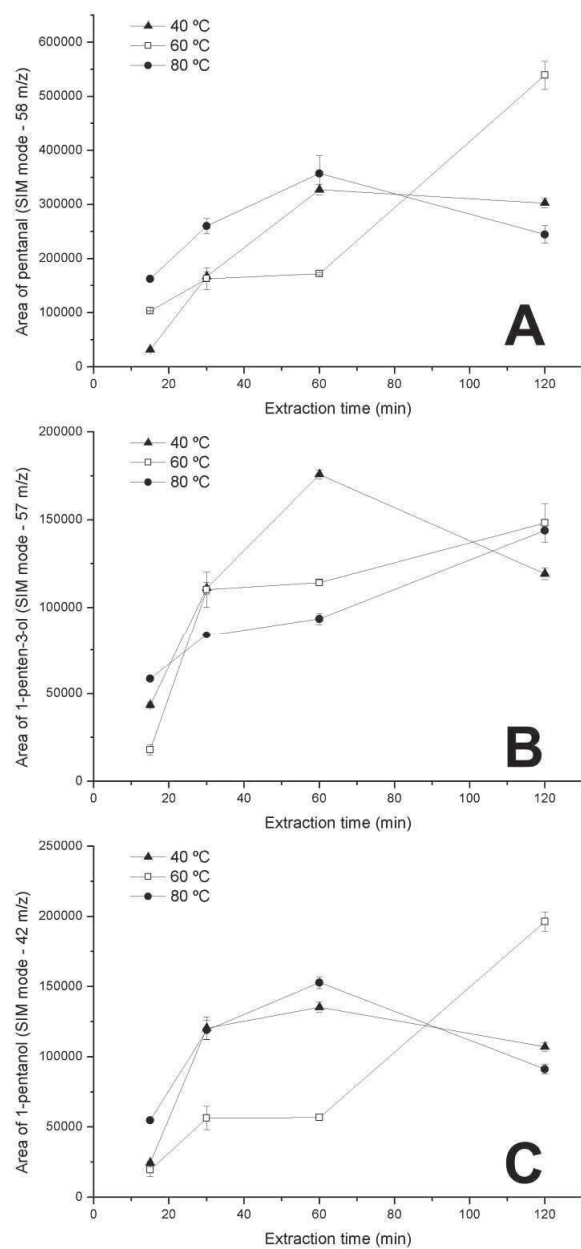 40 ºC
60 ºC
80 ºC
600000
500000
400000
300000
200000
100000
0
Area of pentanal (SIM mode - 58 m/z)
A
0 20 40 60 80 100 120
Extraction time (min)
40 ºC
60 ºC
80 ºC
200000
150000
100000
50000
0
Area of 1-penten-3-ol (SIM mode - 57 m/z)
B
0 20 40 60 80 100 120
Extraction time (min)
40 ºC
60 ºC
80 ºC
250000
200000
150000
100000
50000
0
Area of 1-pentanol (SIM mode - 42 m/z)
C
0 20 40 60 80 100 120
Extraction time (min)